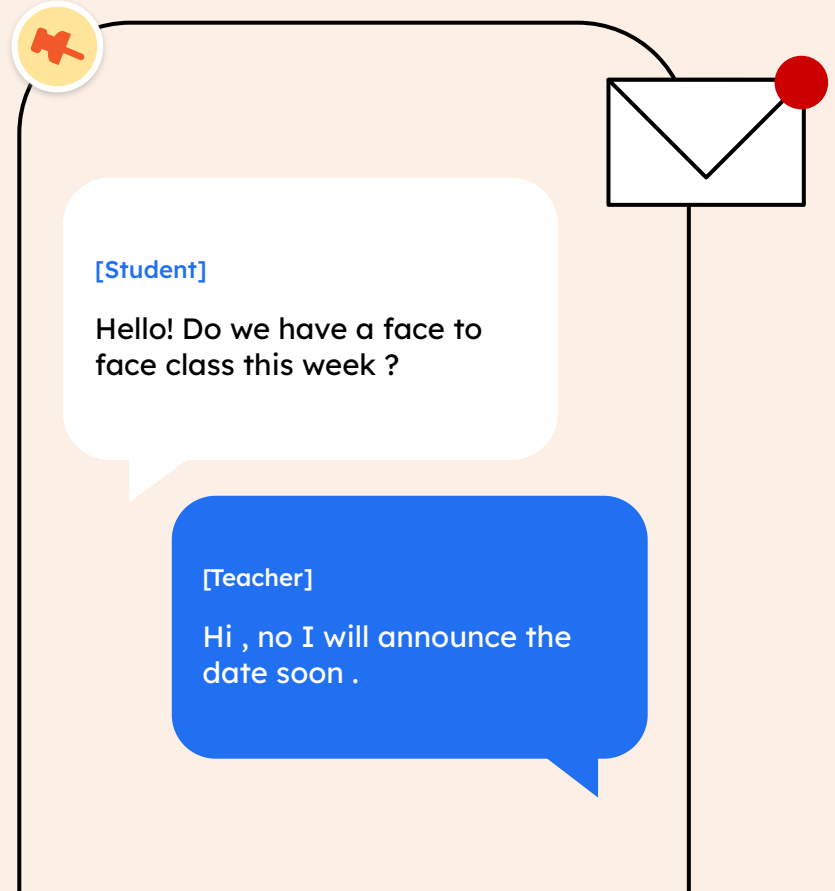 [Student]
Hello! Do we have a face to
face class this week ?
[Teacher]
Hi , no I will announce the
date soon .